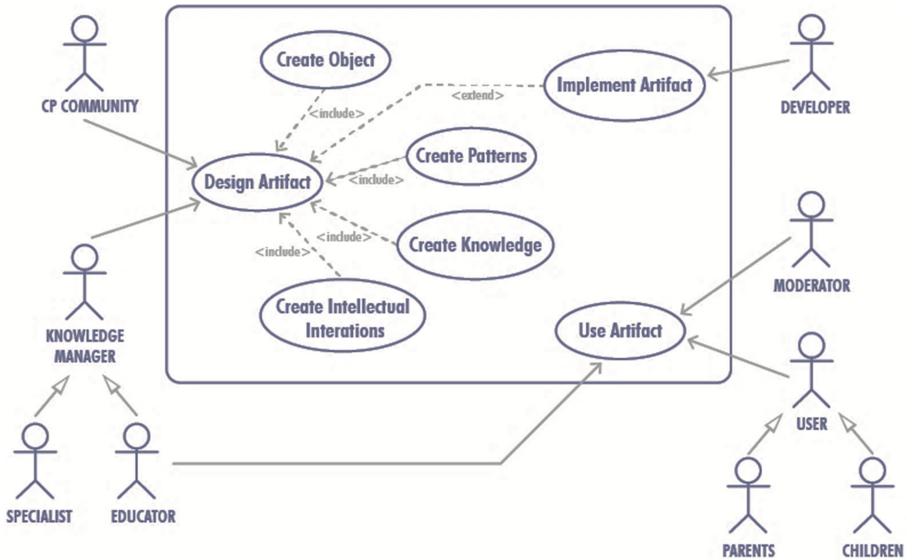 Create Object
Implement Artifact
<extend>
<include>
CP COMMUNITY
DEVELOPER
Create Patterns
<include>
Design Artifact
<include>
Create Knowledge
<include>
MODERATOR
Create Intellectual
Interations
Use Artifact
KNOWLEDGE
MANAGER
USER
SPECIALIST
EDUCATOR
PARENTS
CHILDREN